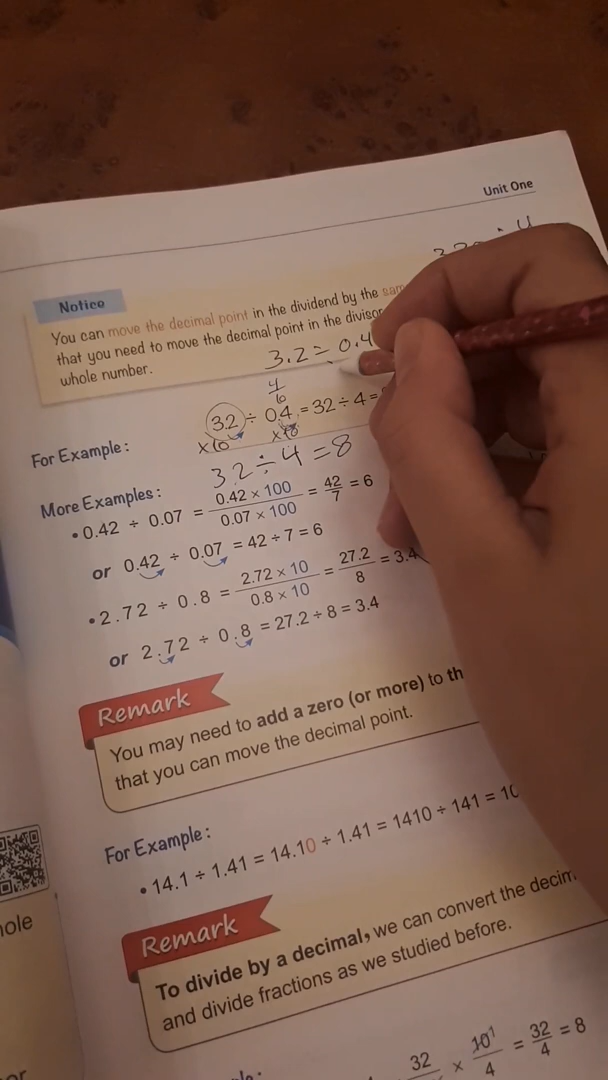 Unit One
Notice
You can move the decimal point in the dividend by the
that you need to move the decimal point in the divisor
whole number.
3.2 ÷ 0.4
4
6
For Example :
3.2 ÷ 0.4 = 32 ÷ 4 =
×10 ×10
32 ÷ 4 = 8
More Examples :
• 0.42 ÷ 0.07 = 0.42 × 100 / 0.07 × 100 = 42 / 7 = 6
or 0.42 ÷ 0.07 = 42 ÷ 7 = 6
• 2.72 ÷ 0.8 = 2.72 × 10 / 0.8 × 10 = 27.2 / 8 = 3.4
or 2.72 ÷ 0.8 = 27.2 ÷ 8 = 3.4
Remark
You may need to add a zero (or more) to
that you can move the decimal point.
For Example :
• 14.1 ÷ 1.41 = 14.10 ÷ 1.41 = 1410 ÷ 141 = 10
Remark
To divide by a decimal, we can convert the
and divide fractions as we studied before.
32 × 10 1 / 4 = 32 / 4 = 8